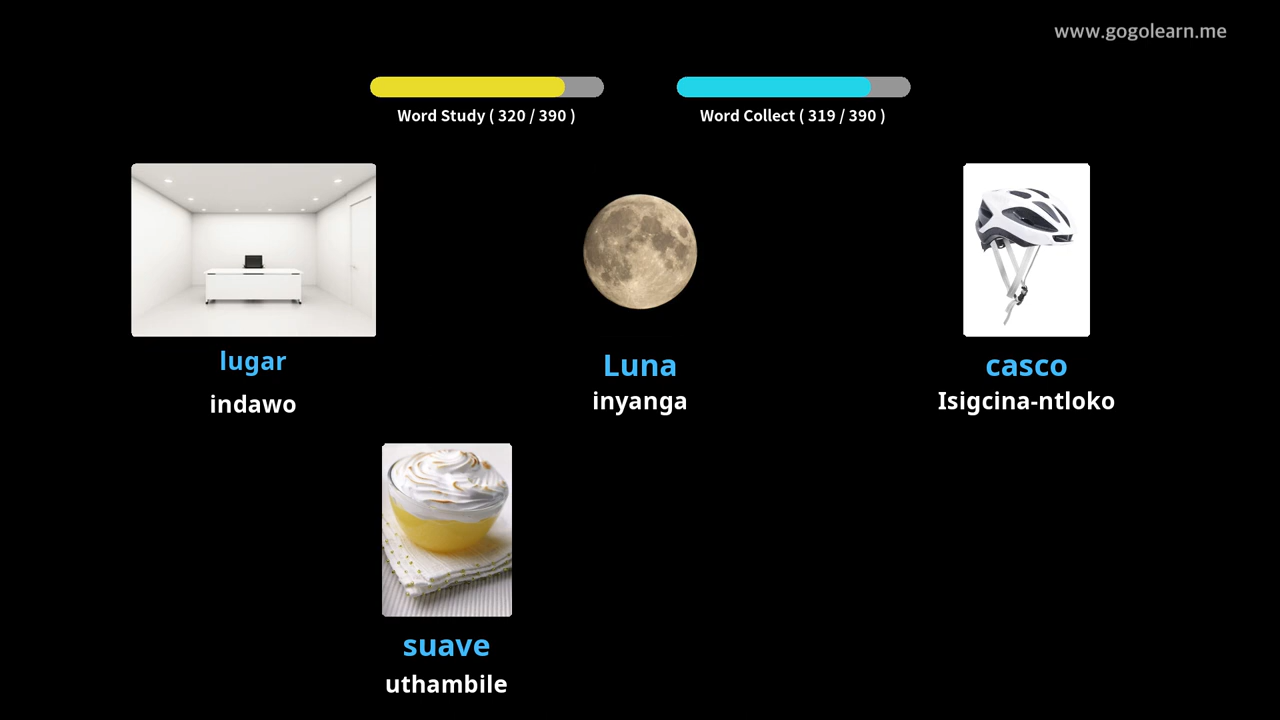 www.gogolearn.me
Word Study ( 320 / 390 )
Word Collect ( 319 / 390 )
lugar
indawo
Luna
inyanga
casco
Isigcina-ntloko
suave
uthambile